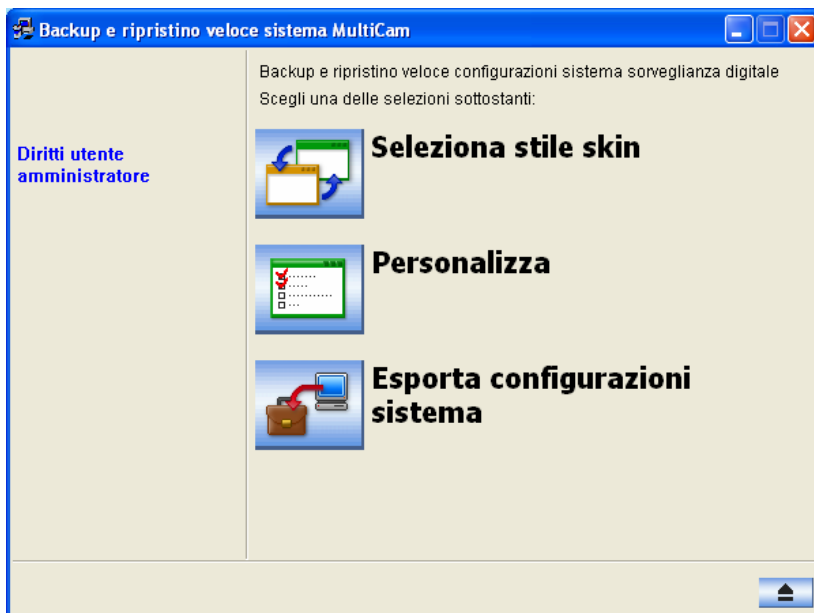 Backup e ripristino veloce sistema MultiCam
Backup e ripristino veloce configurazioni sistema sorveglianza digitale
Scegli una delle selezioni sottostanti:
Diritti utente
amministratore
Seleziona stile skin
Personalizza
Esporta configurazioni
sistema